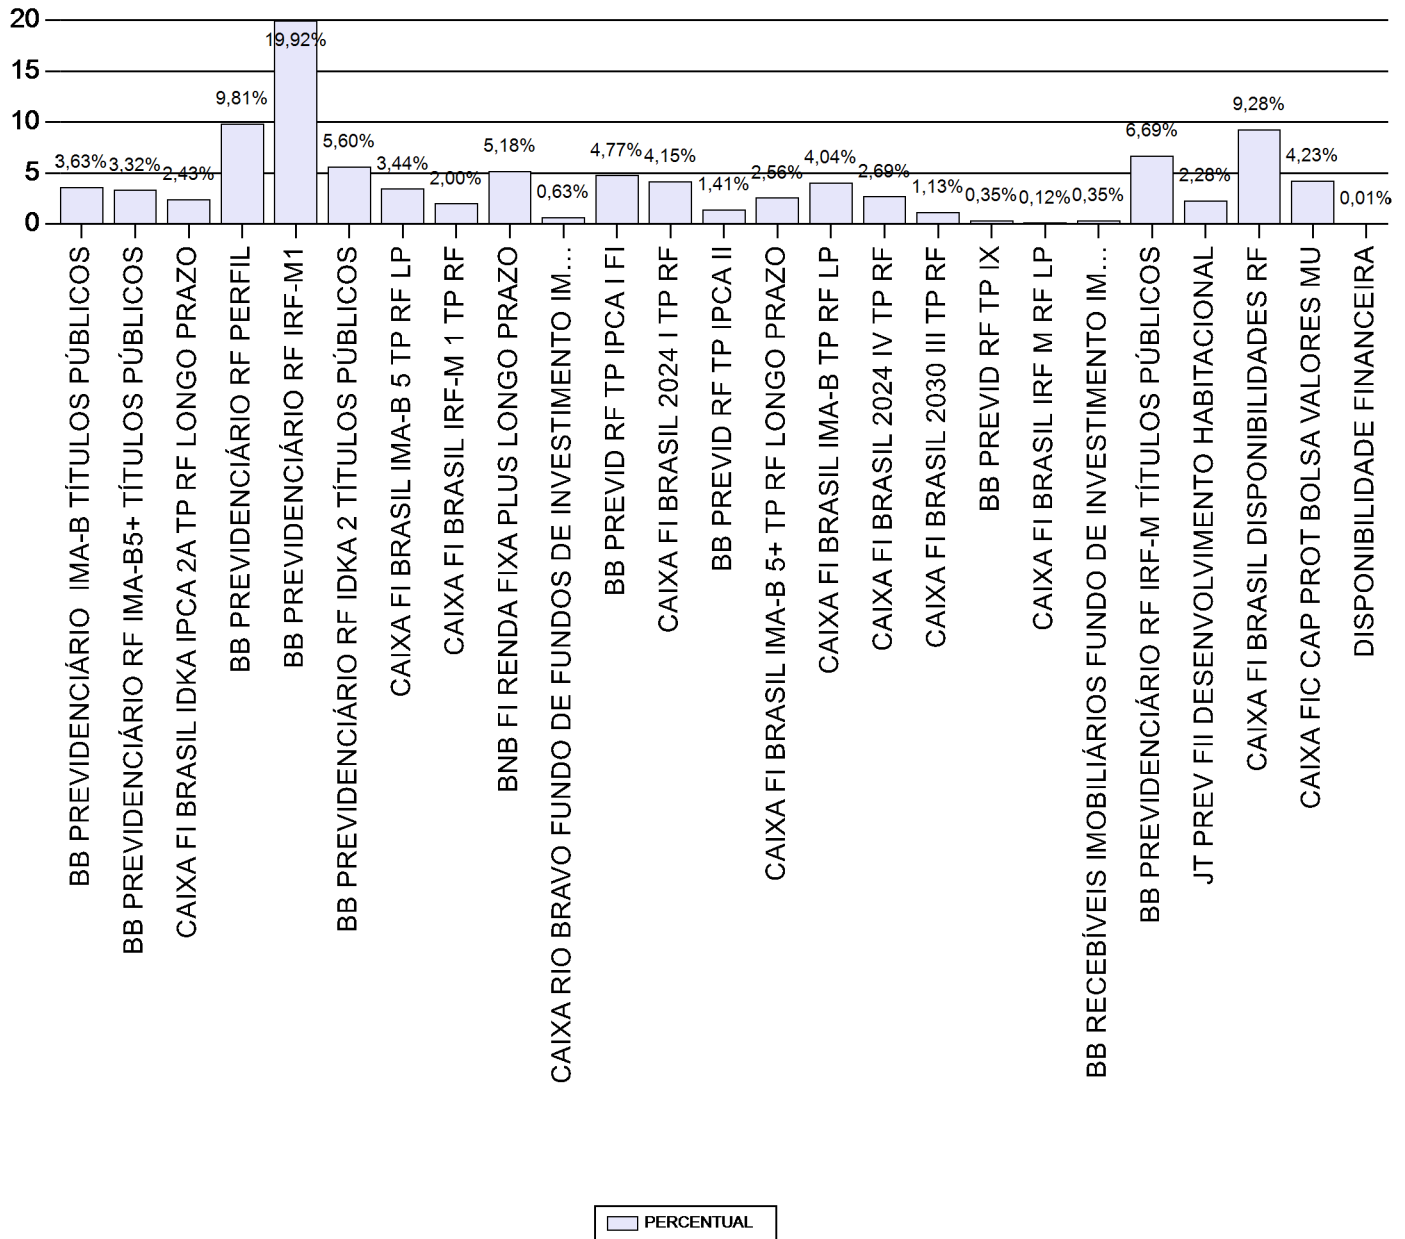 20
15
10
5
0
3,63%
3,32%
2,43%
9,81%
19,92%
5,60%
3,44%
2,00%
5,18%
0,63%
4,77%
4,15%
1,41%
2,56%
4,04%
2,69%
1,13%
0,35%
0,12%
0,35%
6,69%
2,28%
9,28%
4,23%
0,01%
BB PREVIDENCIÁRIO IMA-B TÍTULOS PÚBLICOS
BB PREVIDENCIÁRIO RF IMA-B5+ TÍTULOS PÚBLICOS
CAIXA FI BRASIL IDKA IPCA 2A TP RF LONGO PRAZO
BB PREVIDENCIÁRIO RF PERFIL
BB PREVIDENCIÁRIO RF IRF-M1
BB PREVIDENCIÁRIO RF IDKA 2 TÍTULOS PÚBLICOS
CAIXA FI BRASIL IMA-B 5 TP RF LP
CAIXA FI BRASIL IRF-M 1 TP RF
BNB FI RENDA FIXA PLUS LONGO PRAZO
CAIXA RIO BRAVO FUNDO DE FUNDOS DE INVESTIMENTO IM...
BB PREVID RF TP IPCA I FI
CAIXA FI BRASIL 2024 I TP RF
BB PREVID RF TP IPCA II
CAIXA FI BRASIL IMA-B 5+ TP RF LONGO PRAZO
CAIXA FI BRASIL IMA-B TP RF LP
CAIXA FI BRASIL 2024 IV TP RF
CAIXA FI BRASIL 2030 III TP RF
BB PREVID RF TP IX
CAIXA FI BRASIL IRF M RF LP
BB RECEBÍVEIS IMOBILIÁRIOS FUNDO DE INVESTIMENTO IM...
BB PREVIDENCIÁRIO RF IRF-M TÍTULOS PÚBLICOS
JT PREV FII DESENVOLVIMENTO HABITACIONAL
CAIXA FI BRASIL DISPONIBILIDADES RF
CAIXA FIC CAP PROT BOLSA VALORES MU
DISPONIBILIDADE FINANCEIRA
PERCENTUAL